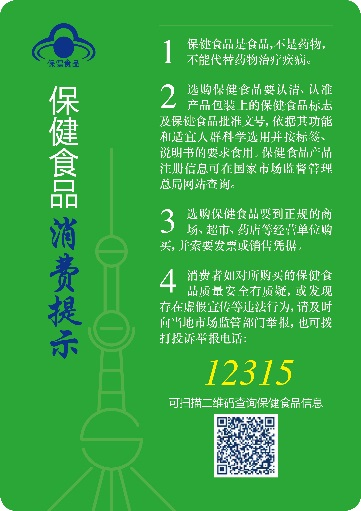 保健食品
保健食品
消费提示
1 保健食品是食品,不是药物,
不能代替药物治疗疾病。
2 选购保健食品要认清、认准
产品包装上的保健食品标志
及保健食品批准文号,依据其功能
和适宜人群科学选用并按标签、
说明书的要求食用。保健食品产品
注册信息可在国家市场监督管理
总局网站查询。
3 选购保健食品要到正规的商
场、超市、药店等经营单位购
买,并索要发票或销售凭据。
4 消费者如对所购买的保健食
品质量安全有质疑,或发现
存在虚假宣传等违法行为,请及时
向当地市场监管部门举报,也可拨
打投诉举报电话:
12315
可扫描二维码查询保健食品信息